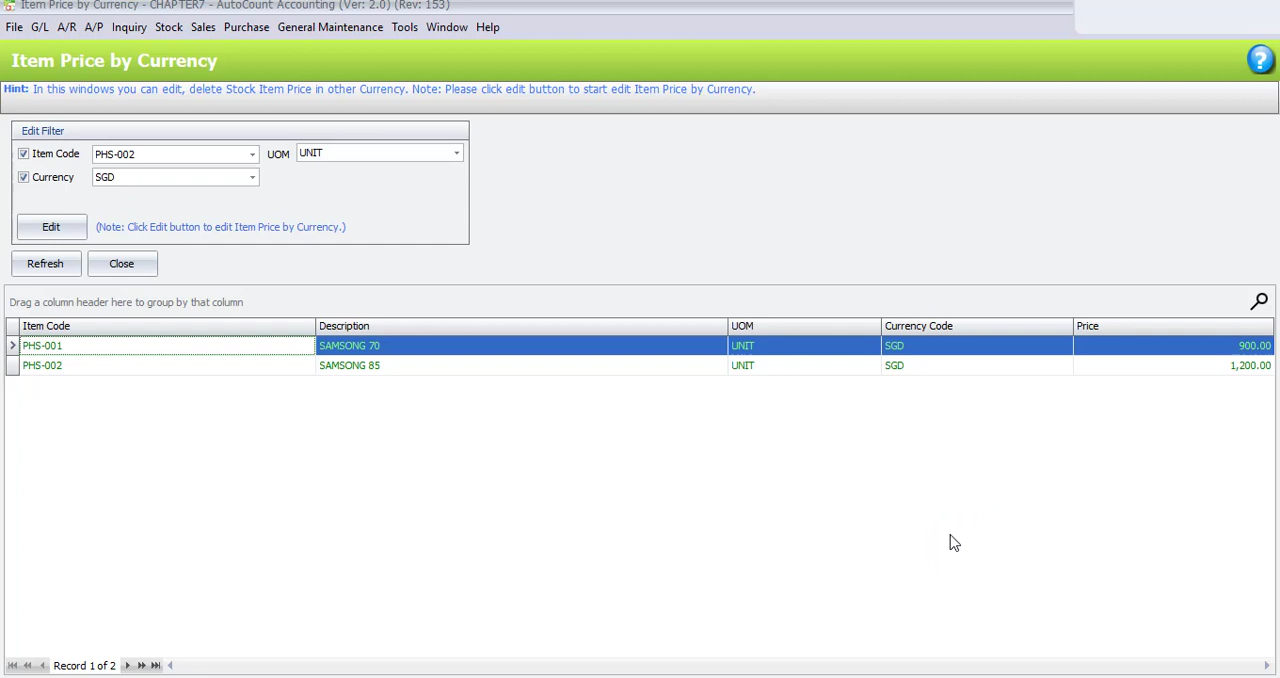 Item Price by Currency - CHAPTER7 - AutoCount Accounting (Ver: 2.0) (Rev: 153)
File G/L A/R A/P Inquiry Stock Sales Purchase General Maintenance Tools Window Help
Item Price by Currency
?
Hint: In this windows you can edit, delete Stock Item Price in other Currency. Note: Please click edit button to start edit Item Price by Currency.
Edit Filter
Item Code PHS-002 UOM UNIT
Currency SGD
Edit (Note: Click Edit button to edit Item Price by Currency.)
Refresh Close
Drag a column header here to group by that column
Item Code Description UOM Currency Code Price
PHS-001 SAMSONG 70 UNIT SGD 900.00
PHS-002 SAMSONG 85 UNIT SGD 1,200.00
Record 1 of 2